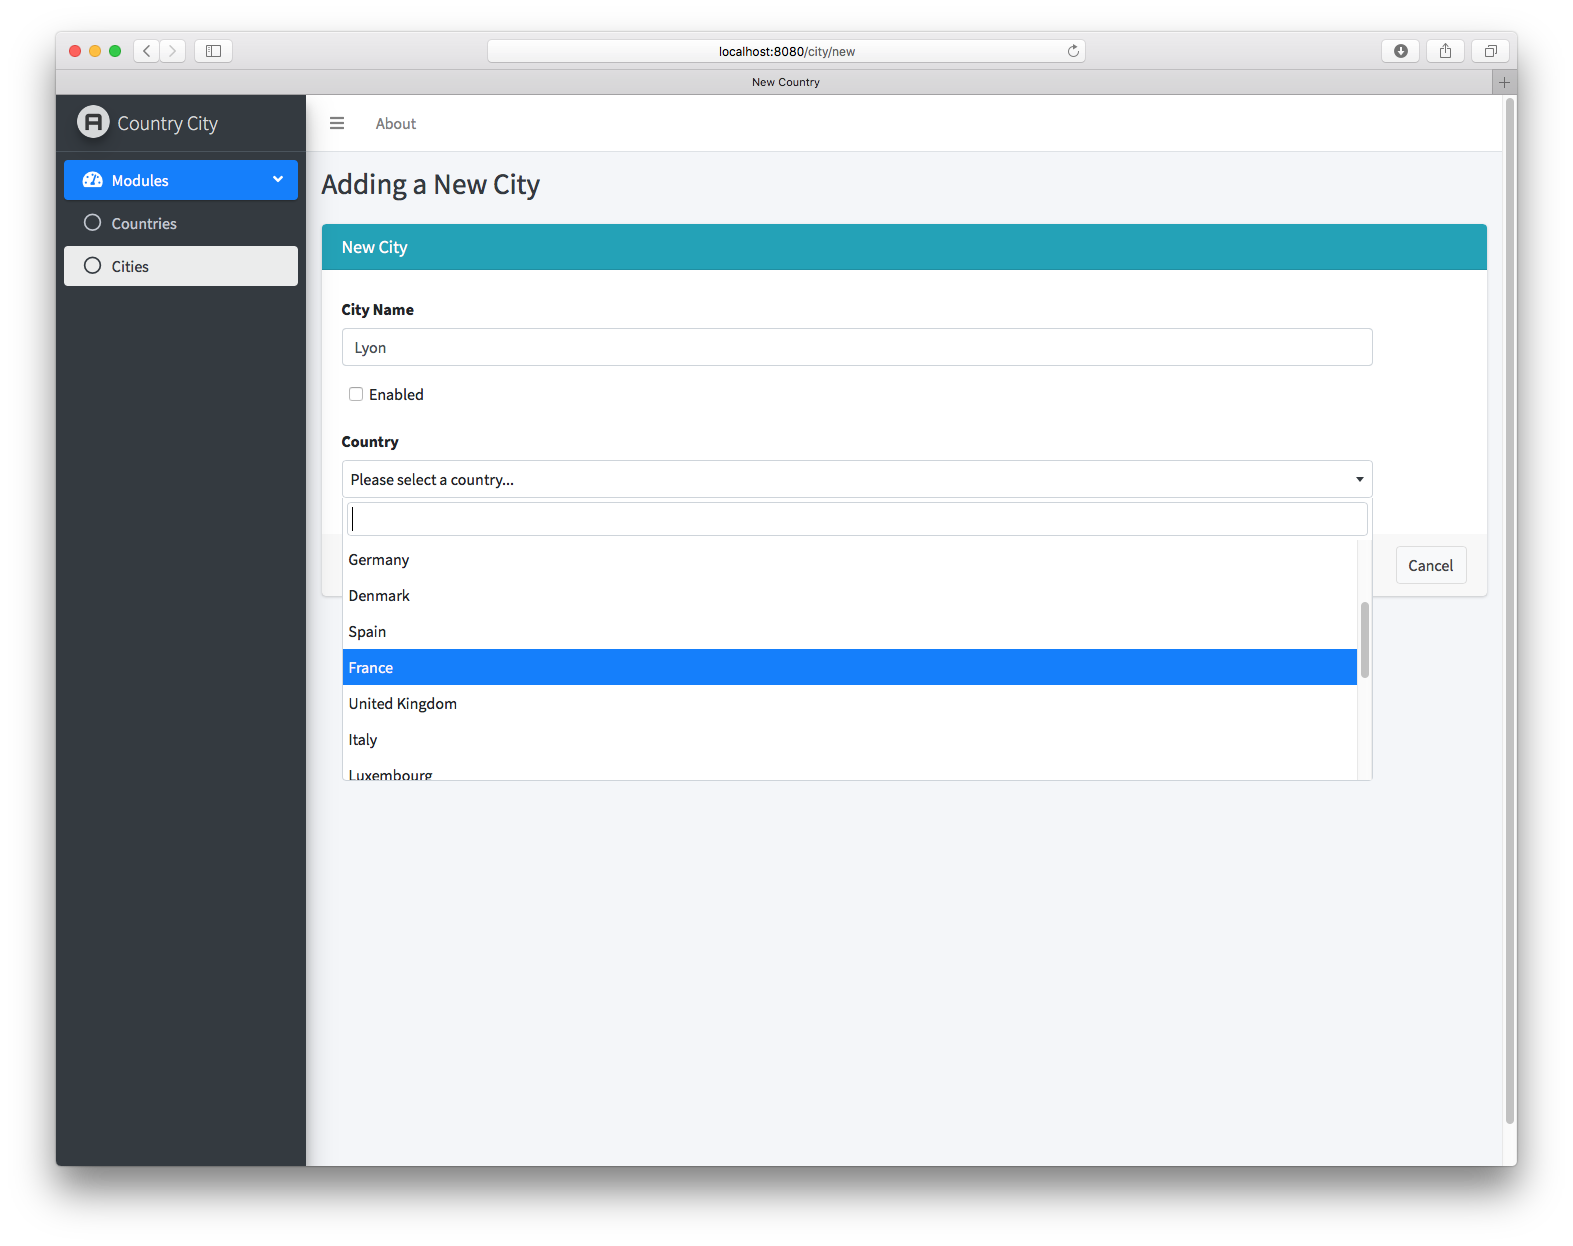 localhost:8080/city/new
New Country
Country City
About
Modules
Countries
Cities
Adding a New City
New City
City Name
Lyon
Enabled
Country
Please select a country...
Germany
Denmark
Spain
France
United Kingdom
Italy
Luxembourg
Cancel